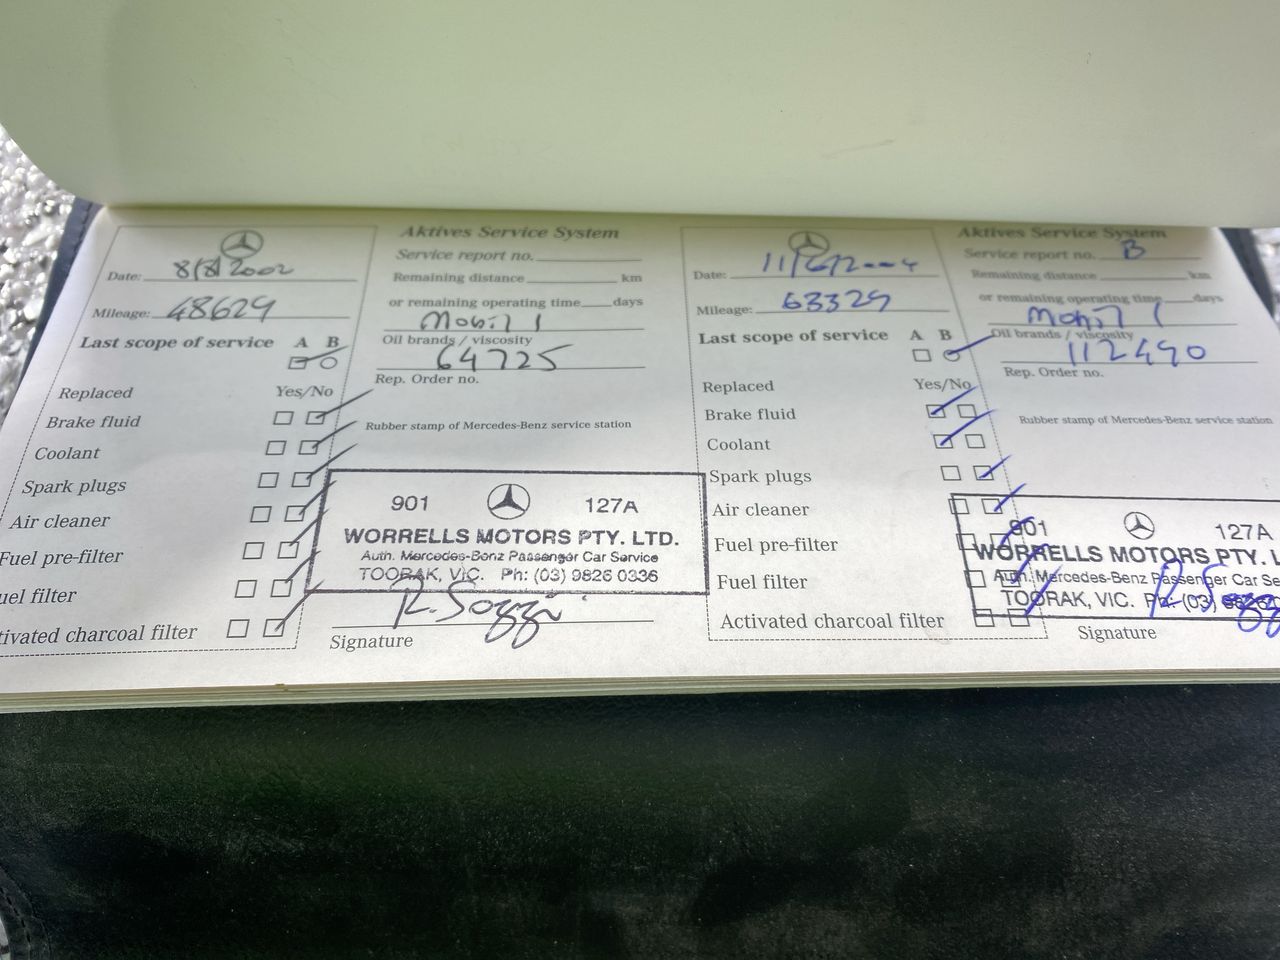 Aktives Service System
Date: 8/8/2002
Service report no.
Remaining distance km
Mileage: 48629
or remaining operating time days
Mobil 1
Last scope of service A B
Oil brands / viscosity
64725
Rep. Order no.
Replaced Yes/No
Brake fluid
Rubber stamp of Mercedes-Benz service station
Coolant
Spark plugs
Air cleaner
Fuel pre-filter
uel filter
tivated charcoal filter
901 127A
WORRELLS MOTORS PTY. LTD.
Auth. Mercedes-Benz Passenger Car Service
TOORAK, VIC. Ph: (03) 9826 0336
Signature
Aktives Service System
Service report no. B
Date:
Remaining distance km
Mileage: 63329
or remaining operating time days
Mobil 1
Last scope of service A B
Oil brands / viscosity
112490
Rep. Order no.
Replaced Yes/No
Brake fluid
Rubber stamp of Mercedes-Benz service station
Coolant
Spark plugs
Air cleaner
Fuel pre-filter
Fuel filter
Activated charcoal filter
901 127A
WORRELLS MOTORS PTY. L
Auth. Mercedes-Benz Passenger Car Se
TOORAK, VIC. Ph: (03)
Signature